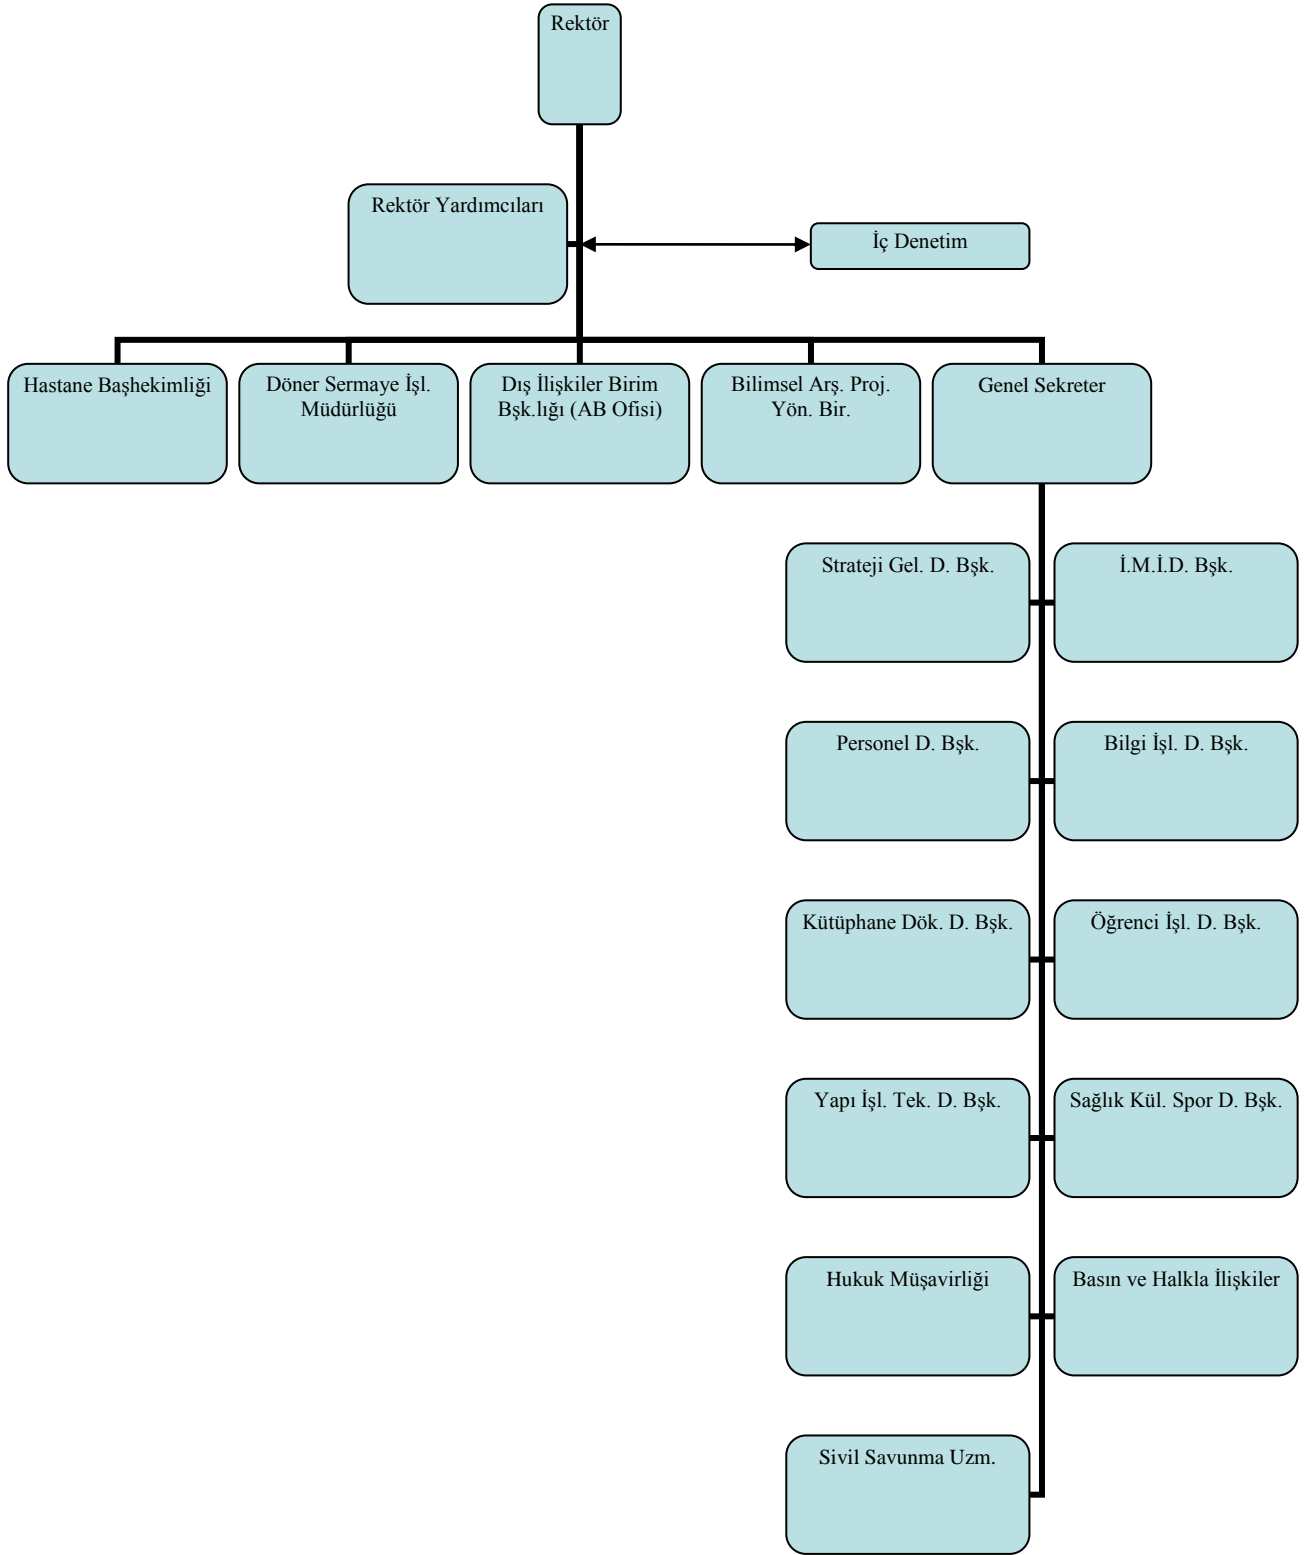 Rektör
Rektör Yardımcıları
İç Denetim
Hastane Başhekimliği
Döner Sermaye İşl.
Müdürlüğü
Dış İlişkiler Birim
Bşk.lığı (AB Ofisi)
Bilimsel Arş. Proj.
Yön. Bir.
Genel Sekreter
Strateji Gel. D. Bşk.
İ.M.İ.D. Bşk.
Personel D. Bşk.
Bilgi İşl. D. Bşk.
Kütüphane Dök. D. Bşk.
Öğrenci İşl. D. Bşk.
Yapı İşl. Tek. D. Bşk.
Sağlık Kül. Spor D. Bşk.
Hukuk Müşavirliği
Basın ve Halkla İlişkiler
Sivil Savunma Uzm.